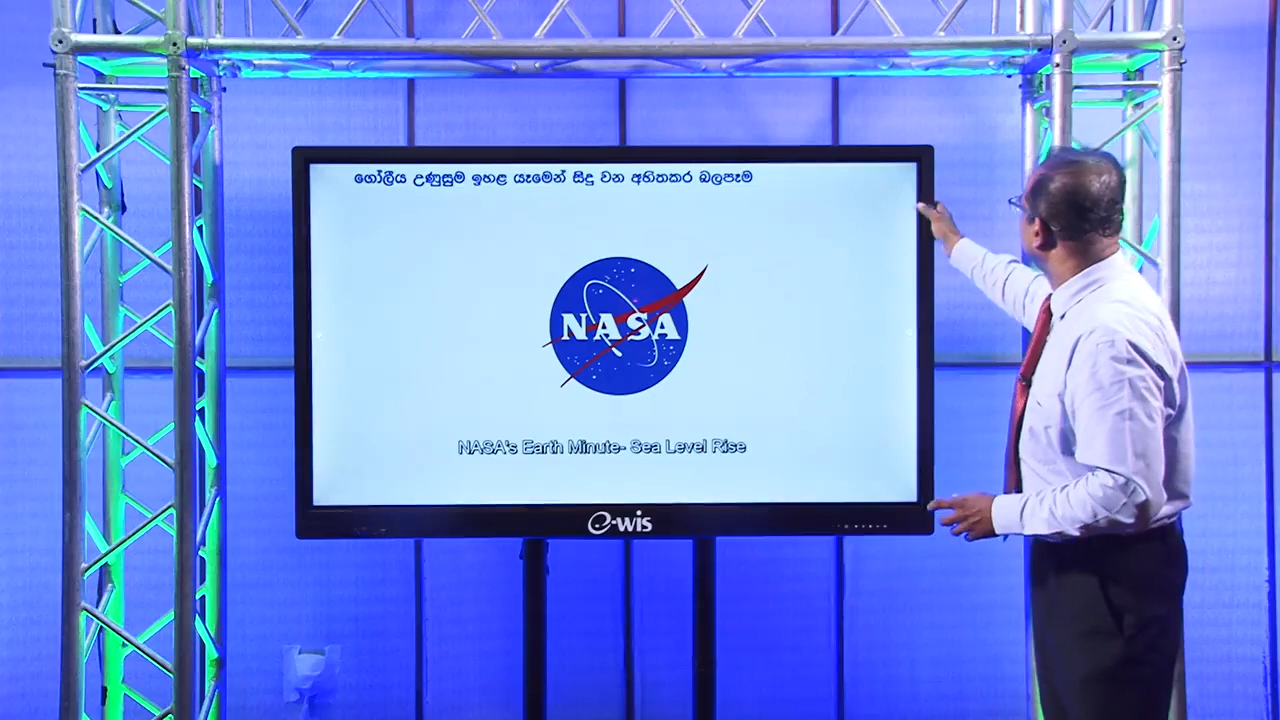 ගෝලීය උණුසුම ඉහළ යෑමෙන් සිදු වන අහිතකර බලපෑම
NASA
NASA's Earth Minute- Sea Level Rise
e-wis